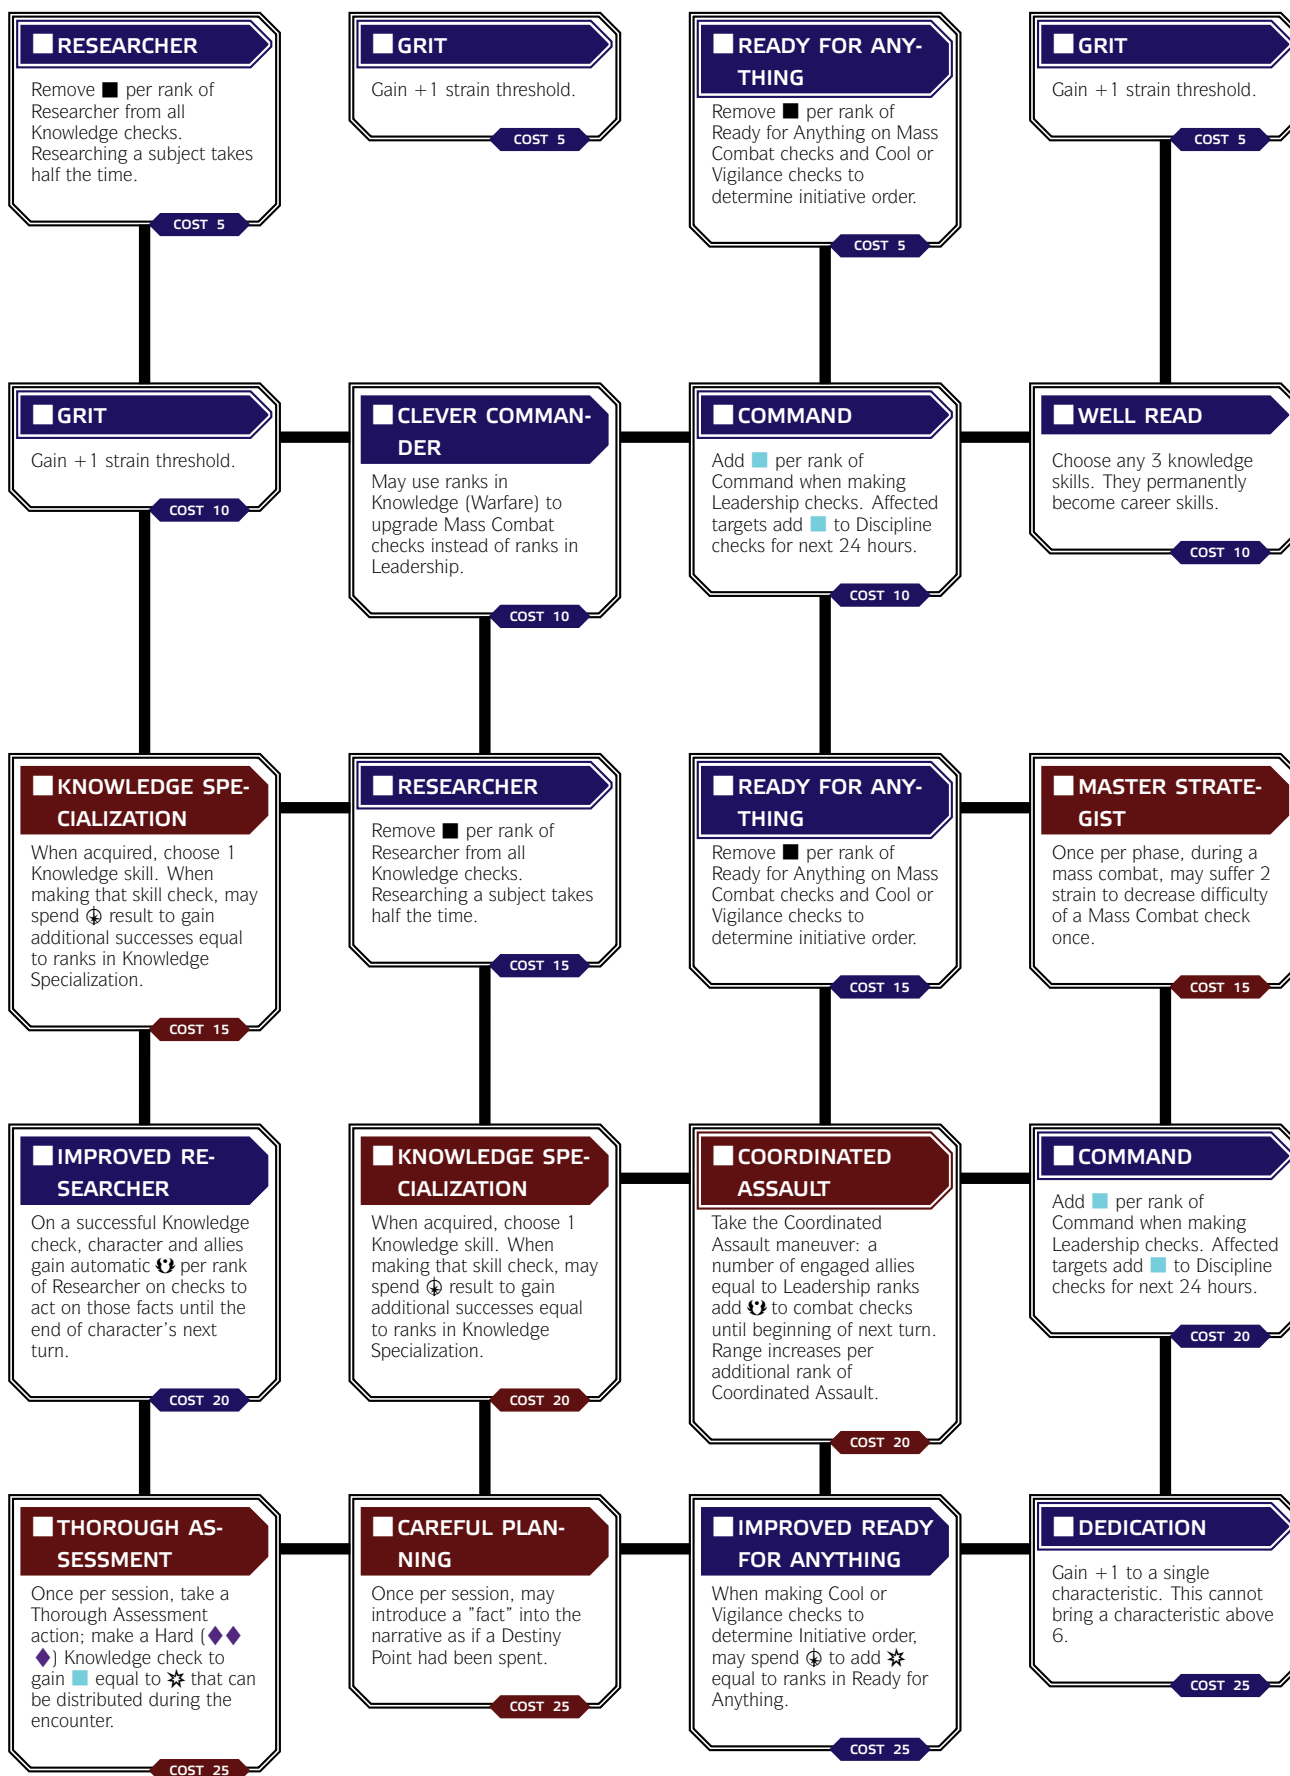 RESEARCHER
Remove ■ per rank of
Researcher from all
Knowledge checks.
Researching a subject takes
half the time.
COST 5
GRIT
Gain +1 strain threshold.
COST 5
READY FOR ANY-
THING
Remove ■ per rank of
Ready for Anything on Mass
Combat checks and Cool or
Vigilance checks to
determine initiative order.
COST 5
GRIT
Gain +1 strain threshold.
COST 5
GRIT
Gain +1 strain threshold.
COST 10
CLEVER COMMAN-
DER
May use ranks in
Knowledge (Warfare) to
upgrade Mass Combat
checks instead of ranks in
Leadership.
COST 10
COMMAND
Add ■ per rank of
Command when making
Leadership checks. Affected
targets add ■ to Discipline
checks for next 24 hours.
COST 10
WELL READ
Choose any 3 knowledge
skills. They permanently
become career skills.
COST 10
KNOWLEDGE SPE-
CIALIZATION
When acquired, choose 1
Knowledge skill. When
making that skill check, may
spend result to gain
additional successes equal
to ranks in Knowledge
Specialization.
COST 15
RESEARCHER
Remove ■ per rank of
Researcher from all
Knowledge checks.
Researching a subject takes
half the time.
COST 15
READY FOR ANY-
THING
Remove ■ per rank of
Ready for Anything on Mass
Combat checks and Cool or
Vigilance checks to
determine initiative order.
COST 15
MASTER STRATE-
GIST
Once per phase, during a
mass combat, may suffer 2
strain to decrease difficulty
of a Mass Combat check
once.
COST 15
IMPROVED RE-
SEARCHER
On a successful Knowledge
check, character and allies
gain automatic per rank
of Researcher on checks to
act on those facts until the
end of character's next
turn.
COST 20
KNOWLEDGE SPE-
CIALIZATION
When acquired, choose 1
Knowledge skill. When
making that skill check, may
spend result to gain
additional successes equal
to ranks in Knowledge
Specialization.
COST 20
COORDINATED
ASSAULT
Take the Coordinated
Assault maneuver: a
number of engaged allies
equal to Leadership ranks
add to combat checks
until beginning of next turn.
Range increases per
additional rank of
Coordinated Assault.
COST 20
COMMAND
Add ■ per rank of
Command when making
Leadership checks. Affected
targets add ■ to Discipline
checks for next 24 hours.
COST 20
THOROUGH AS-
SESSMENT
Once per session, take a
Thorough Assessment
action; make a Hard (◆◆
◆) Knowledge check to
gain ■ equal to that can
be distributed during the
encounter.
COST 25
CAREFUL PLAN-
NING
Once per session, may
introduce a "fact" into the
narrative as if a Destiny
Point had been spent.
COST 25
IMPROVED READY
FOR ANYTHING
When making Cool or
Vigilance checks to
determine Initiative order,
may spend to add
equal to ranks in Ready for
Anything.
COST 25
DEDICATION
Gain +1 to a single
characteristic. This cannot
bring a characteristic above
6.
COST 25